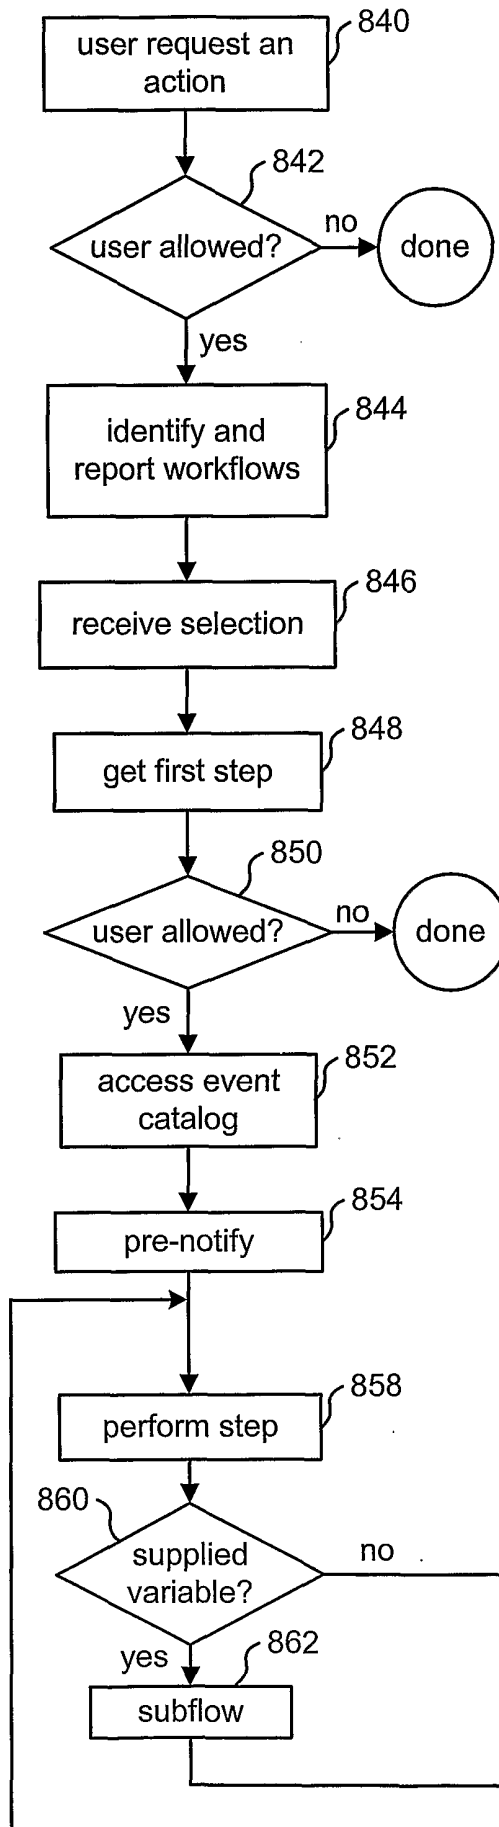 user request an
action
840
842
user allowed?
no
done
yes
844
identify and
report workflows
846
receive selection
848
get first step
850
user allowed?
no
done
yes
852
access event
catalog
854
pre-notify
858
perform step
860
supplied
variable?
no
yes
862
subflow